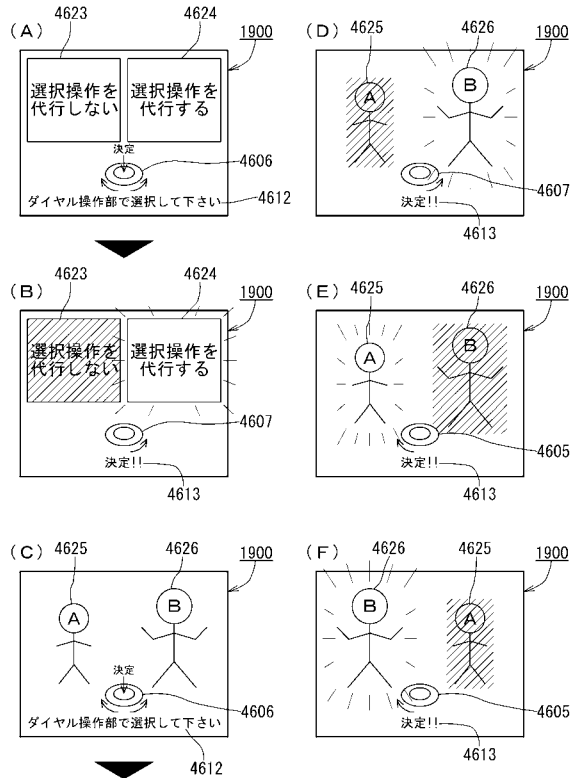 (A)
4623
4624
1900
選択操作を
代行しない
選択操作を
代行する
決定
4606
ダイヤル操作部で選択して下さい
4612
(B)
4623
4624
1900
選択操作を
代行しない
選択操作を
代行する
4607
決定!!
4613
(C)
4625
4626
1900
A
B
決定
4606
ダイヤル操作部で選択して下さい
4612
(D)
4625
4626
1900
A
B
4607
決定!!
4613
(E)
4625
4626
1900
A
B
4605
決定!!
4613
(F)
4626
4625
1900
B
A
4605
決定!!
4613